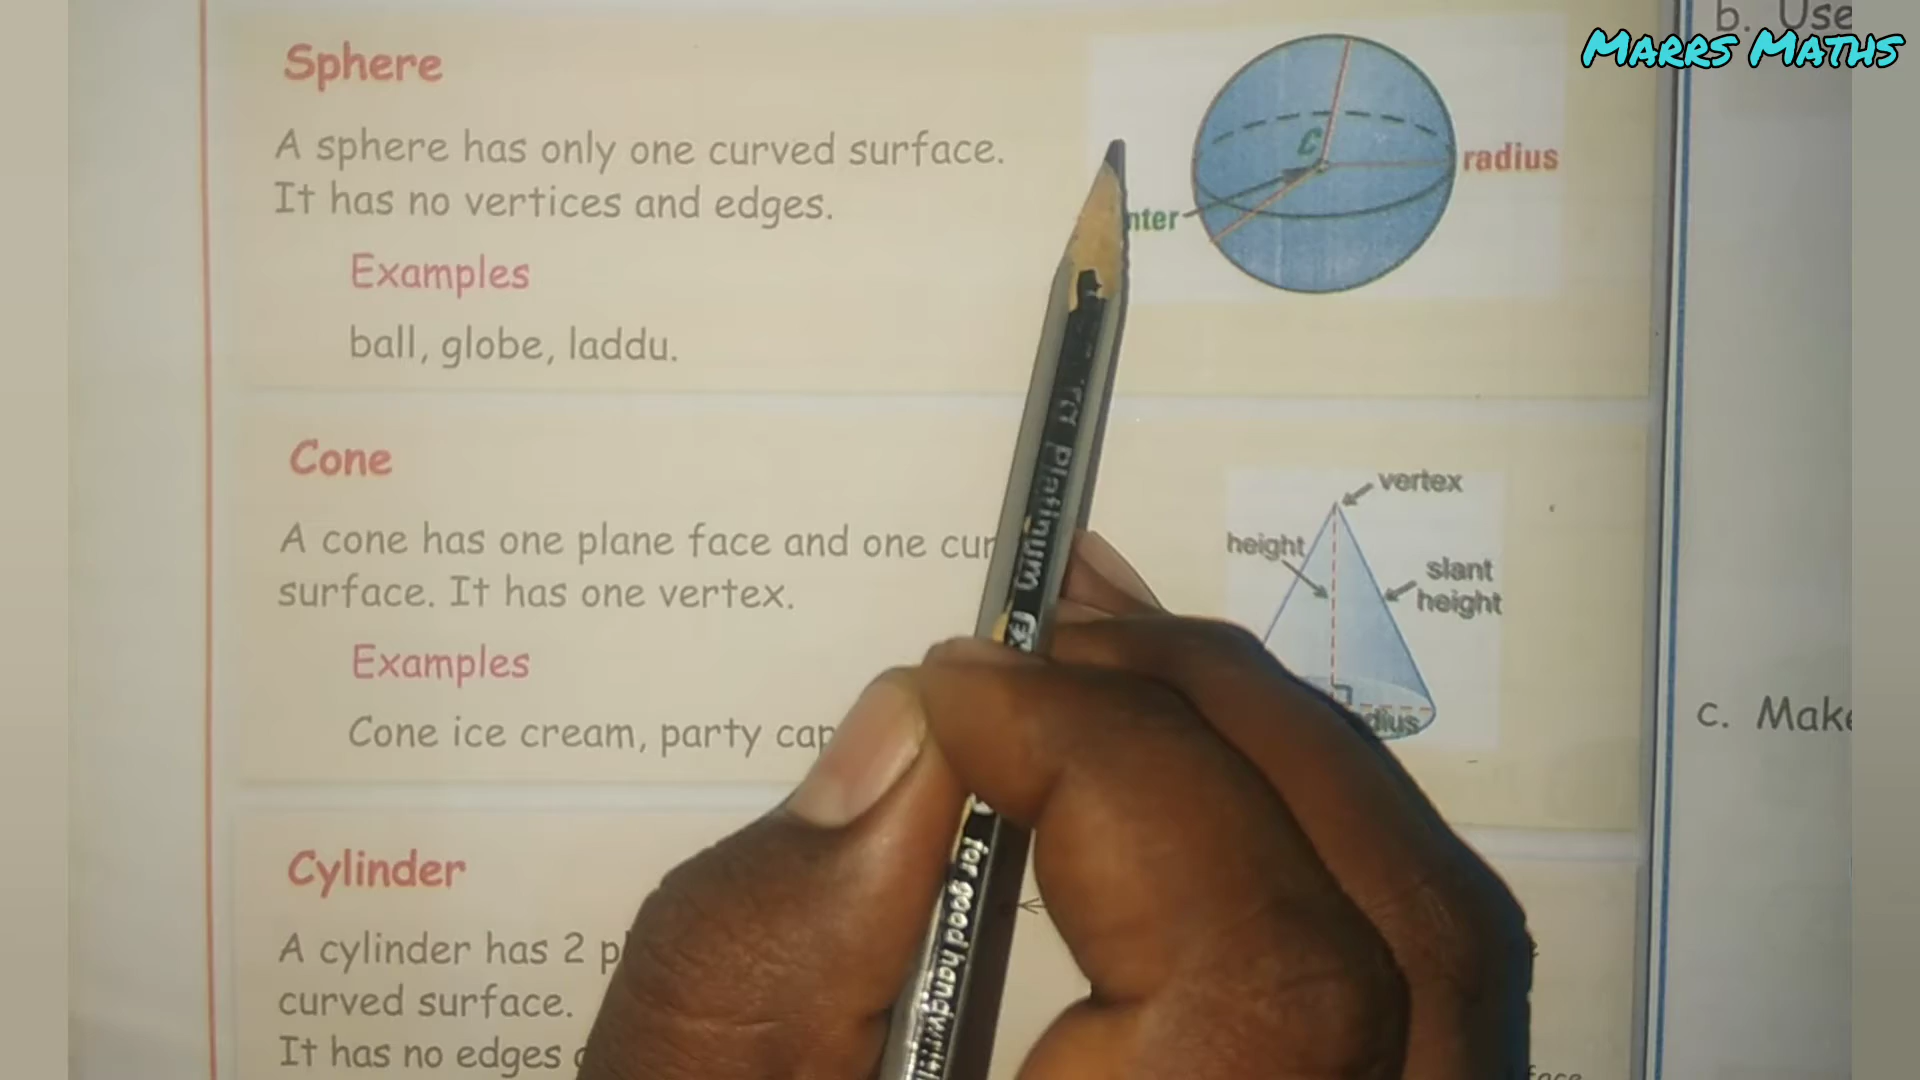 Sphere
A sphere has only one curved surface.
It has no vertices and edges.
Examples
ball, globe, laddu.
C
radius
nter
Cone
A cone has one plane face and one cur
surface. It has one vertex.
Examples
Cone ice cream, party cap
vertex
height
slant
height
dius
Cylinder
A cylinder has 2 pl
curved surface.
It has no edges
b. Use
MARRS MATHS
c. Make
platinum
for good handwriti